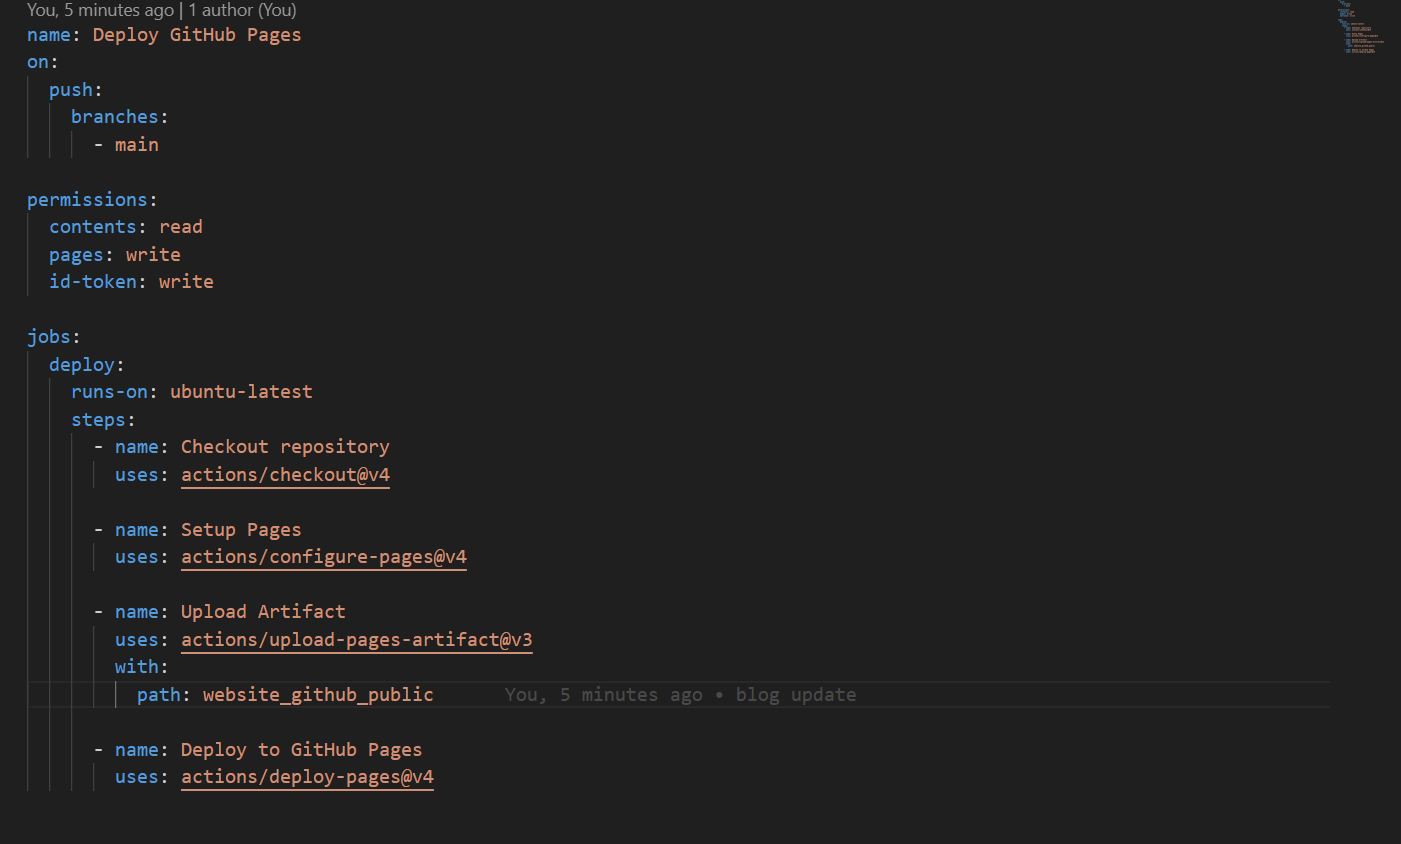 You, 5 minutes ago | 1 author (You)
name: Deploy GitHub Pages
on:
push:
branches:
- main
permissions:
contents: read
pages: write
id-token: write
jobs:
deploy:
runs-on: ubuntu-latest
steps:
- name: Checkout repository
uses: actions/checkout@v4
- name: Setup Pages
uses: actions/configure-pages@v4
- name: Upload Artifact
uses: actions/upload-pages-artifact@v3
with:
path: website_github_public You, 5 minutes ago • blog update
- name: Deploy to GitHub Pages
uses: actions/deploy-pages@v4